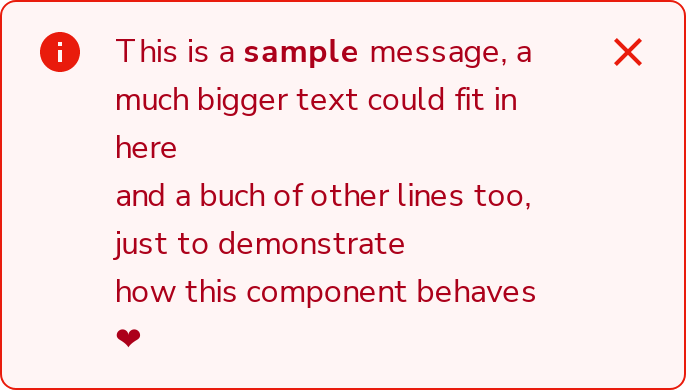 This is a sample message, a
much bigger text could fit in
here
and a buch of other lines too,
just to demonstrate
how this component behaves
❤